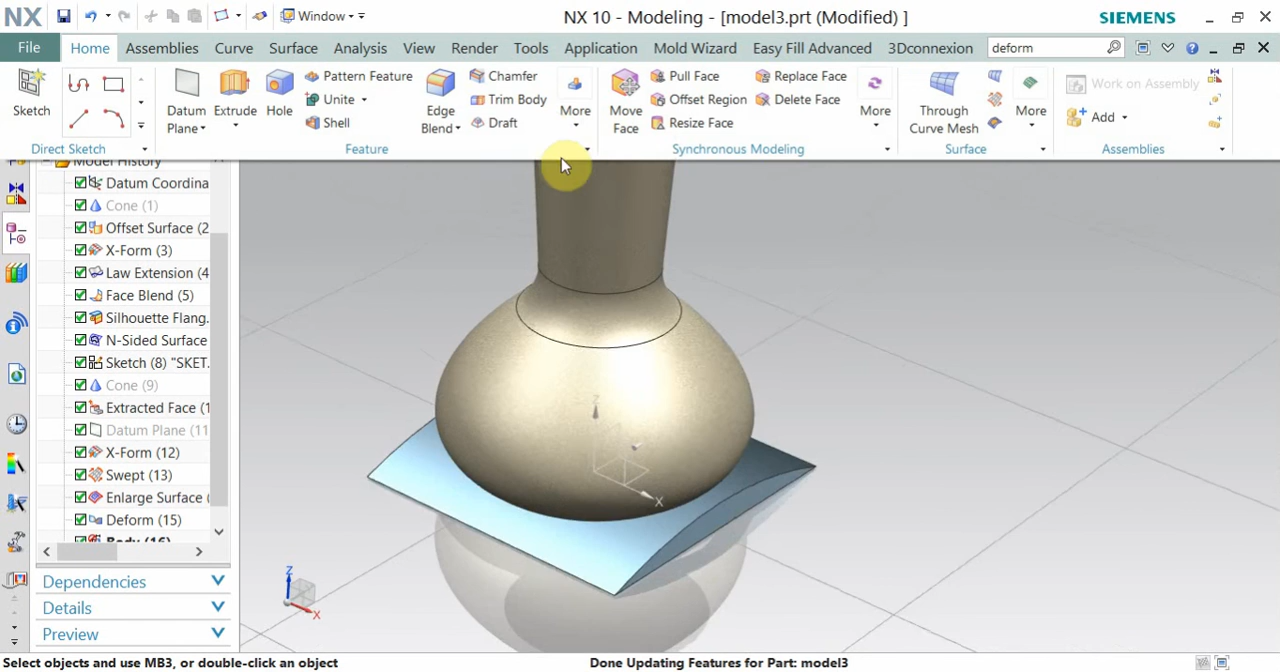 NX Window NX 10 - Modeling - [model3.prt (Modified) ] SIEMENS
File Home Assemblies Curve Surface Analysis View Render Tools Application Mold Wizard Easy Fill Advanced 3Dconnexion deform
Sketch
Direct Sketch
Datum Plane
Extrude
Hole
Pattern Feature
Unite
Shell
Edge Blend
Chamfer
Trim Body
Draft
More
Feature
Move Face
Pull Face
Offset Region
Resize Face
Replace Face
Delete Face
More
Synchronous Modeling
Through Curve Mesh
More
Surface
Work on Assembly
Add
Assemblies
Model History
Datum Coordina
Cone (1)
Offset Surface (2
X-Form (3)
Law Extension (4
Face Blend (5)
Silhouette Flang.
N-Sided Surface
Sketch (8) "SKET.
Cone (9)
Extracted Face (1
Datum Plane (11
X-Form (12)
Swept (13)
Enlarge Surface (
Deform (15)
Body (16)
Dependencies
Details
Preview
Z
X
Z
X
Select objects and use MB3, or double-click an object Done Updating Features for Part: model3